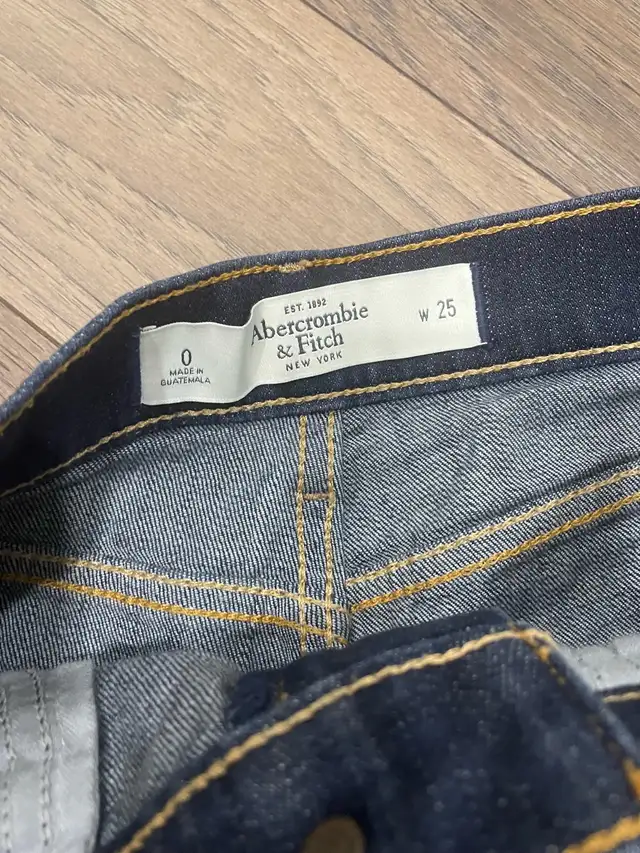 0
MADE IN
GUATEMALA
EST. 1892
Abercrombie
& Fitch
NEW YORK
W 25